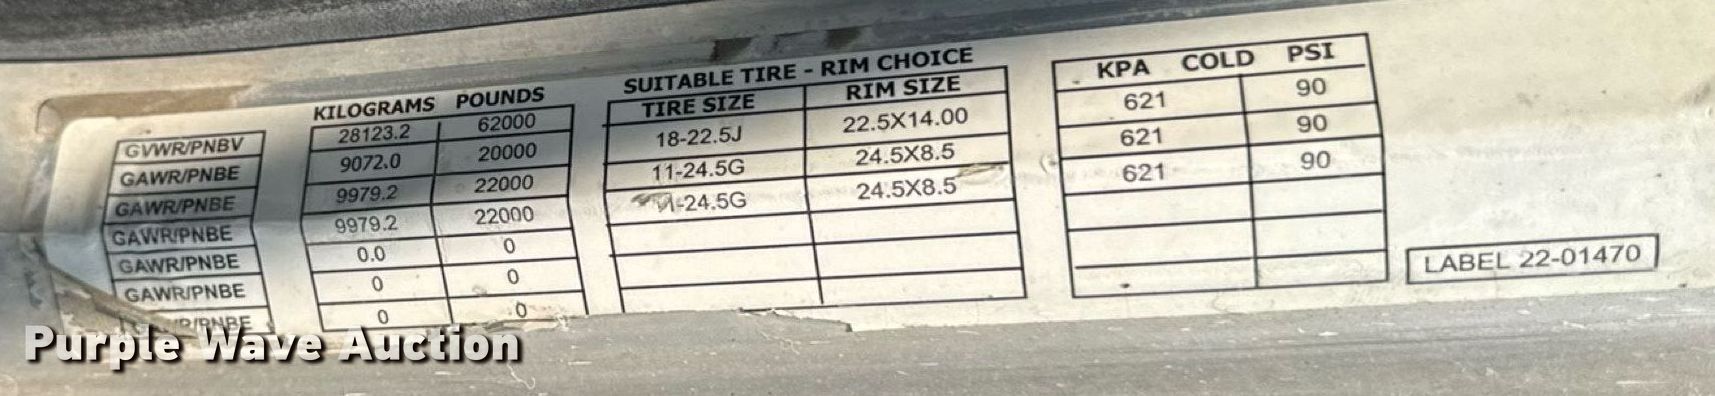 KILOGRAMS POUNDS SUITABLE TIRE - RIM CHOICE KPA COLD PSI
TIRE SIZE RIM SIZE
GVWR/PNBV 28123.2 62000
GAWR/PNBE 9072.0 20000 18-22.5J 22.5X14.00 621 90
GAWR/PNBE 9979.2 22000 11-24.5G 24.5X8.5 621 90
GAWR/PNBE 9979.2 22000 -24.5G 24.5X8.5 621 90
GAWR/PNBE 0.0 0
GAWR/PNBE 0 0
/PNBE 0 0
LABEL 22-01470
Purple Wave Auction